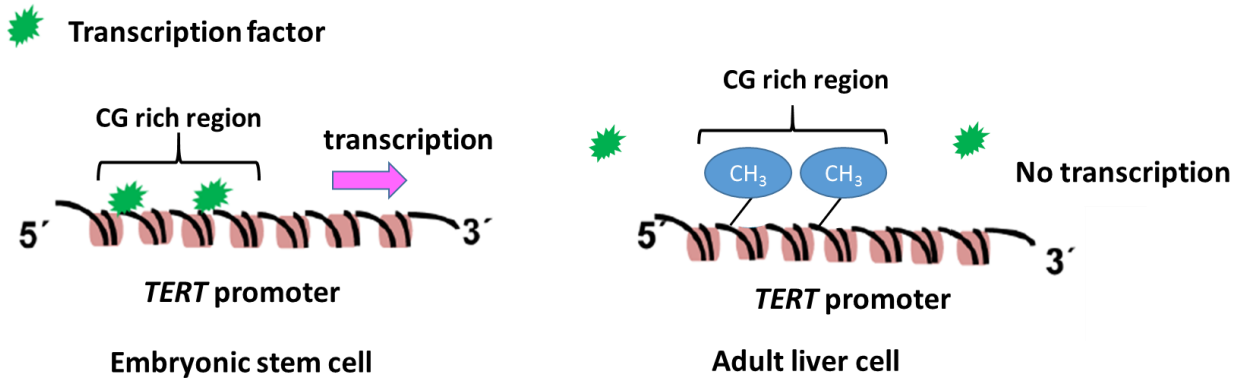 Transcription factor
CG rich region
transcription
5´
3´
TERT promoter
Embryonic stem cell
CG rich region
CH3
CH3
No transcription
5´
3´
TERT promoter
Adult liver cell